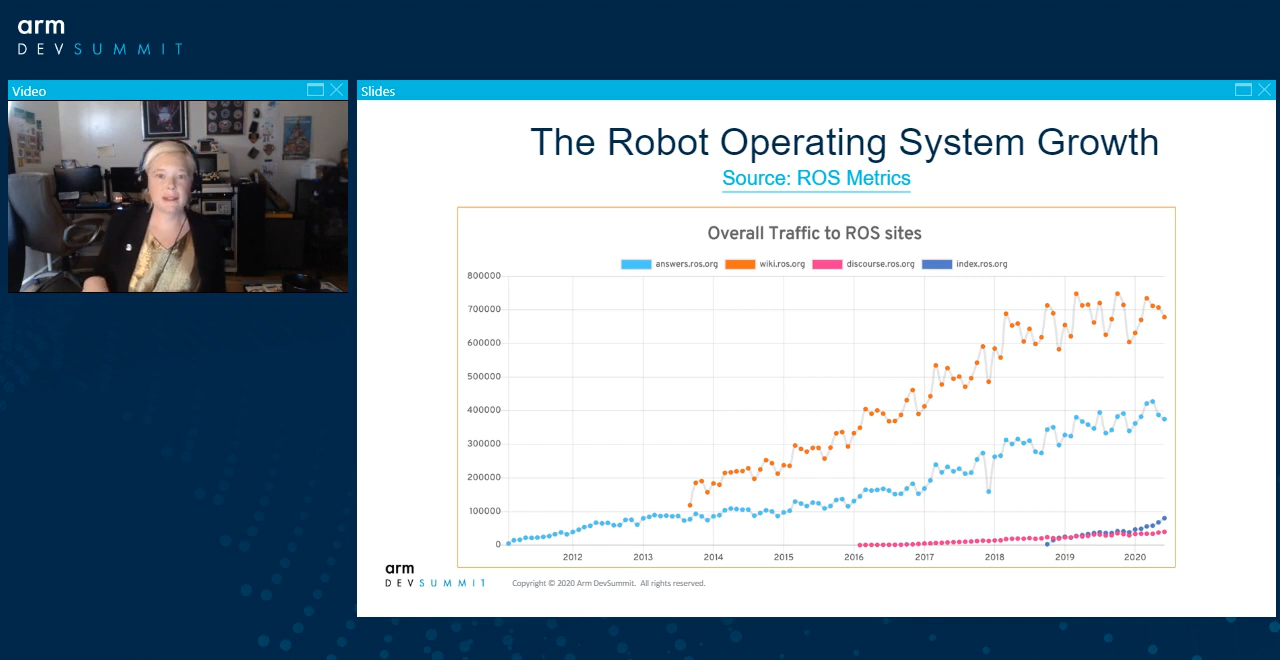 arm
DEVSUMMIT
Video
Slides
The Robot Operating System Growth
Source: ROS Metrics
Overall Traffic to ROS sites
answers.ros.org wiki.ros.org discourse.ros.org index.ros.org
800000
700000
600000
500000
400000
300000
200000
100000
0
2012 2013 2014 2015 2016 2017 2018 2019 2020
arm
DEVSUMMIT
Copyright © 2020 Arm DevSummit. All rights reserved.